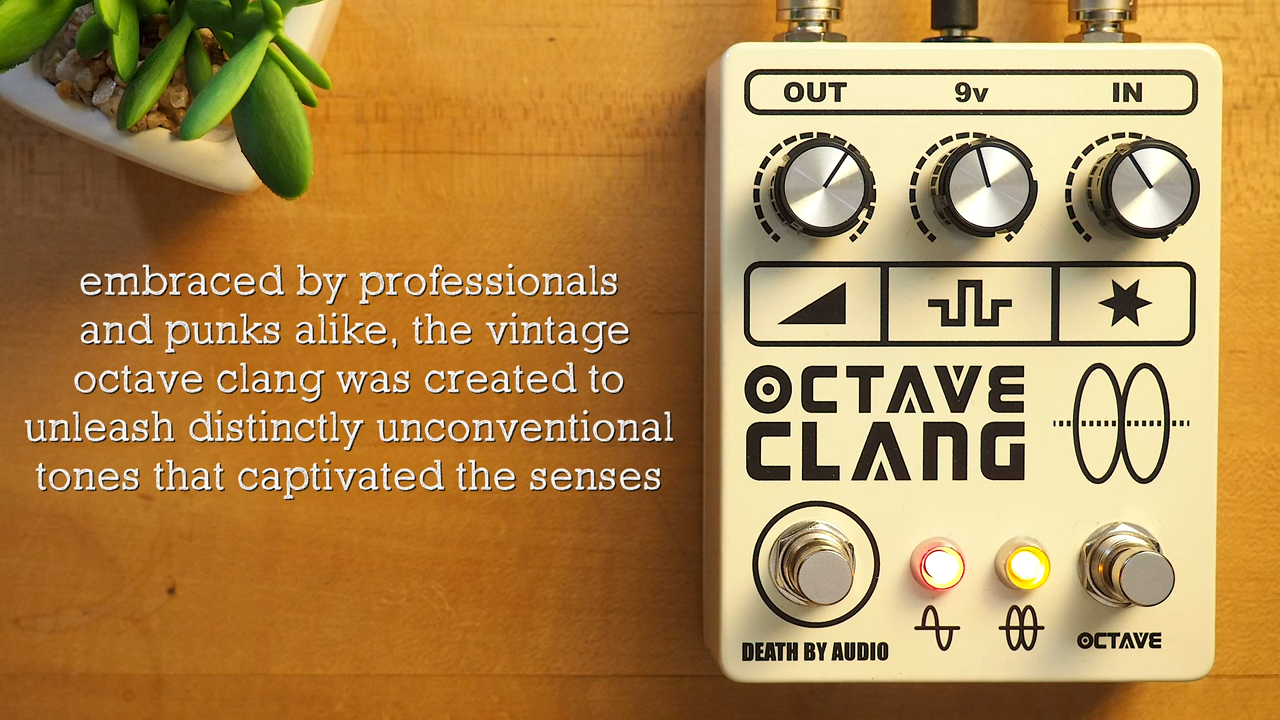 embraced by professionals
and punks alike, the vintage
octave clang was created to
unleash distinctly unconventional
tones that captivated the senses
OUT 9v IN
OCTAVE
CLANG
DEATH BY AUDIO
OCTAVE